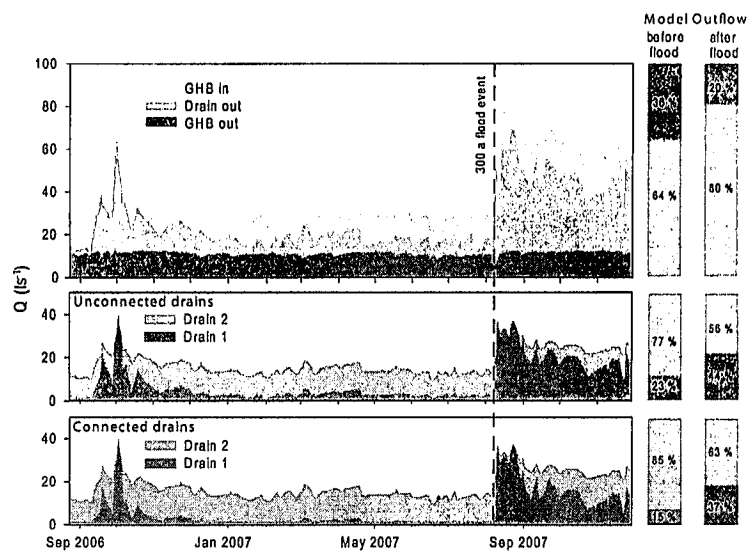 Model Outflow
before flood
after flood
100
80
60
40
20
0
Q (ls⁻¹)
GHB in
Drain out
GHB out
300 a flood event
20%
64 %
80 %
Unconnected drains
Drain 2
Drain 1
40
20
0
77 %
23%
56 %
Connected drains
Drain 2
Drain 1
40
20
0
85 %
15%
63 %
37%
Sep 2006
Jan 2007
May 2007
Sep 2007